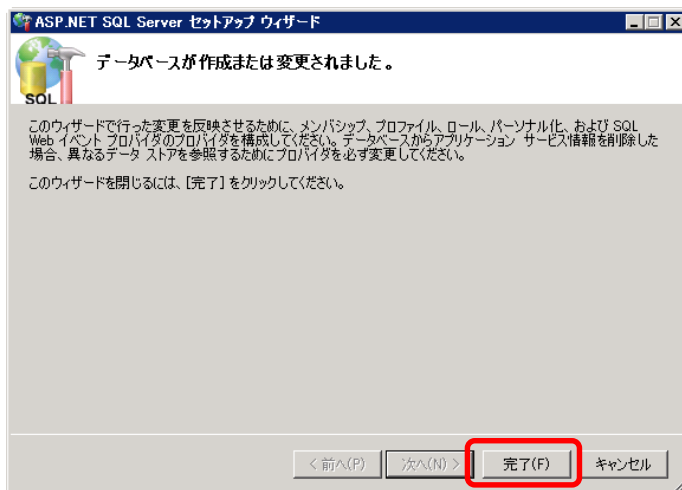 ASP.NET SQL Server セットアップ ウィザード
データベースが作成または変更されました。
SQL
このウィザードで行った変更を反映させるために、メンバシップ、プロファイル、ロール、パーソナル化、および SQL
Web イベント プロバイダのプロバイダを構成してください。データベースからアプリケーション サービス情報を削除した
場合、異なるデータ ストアを参照するためにプロバイダを必ず変更してください。
このウィザードを閉じるには、[完了] をクリックしてください。
< 前へ(P) 次へ(N) > 完了(F) キャンセル